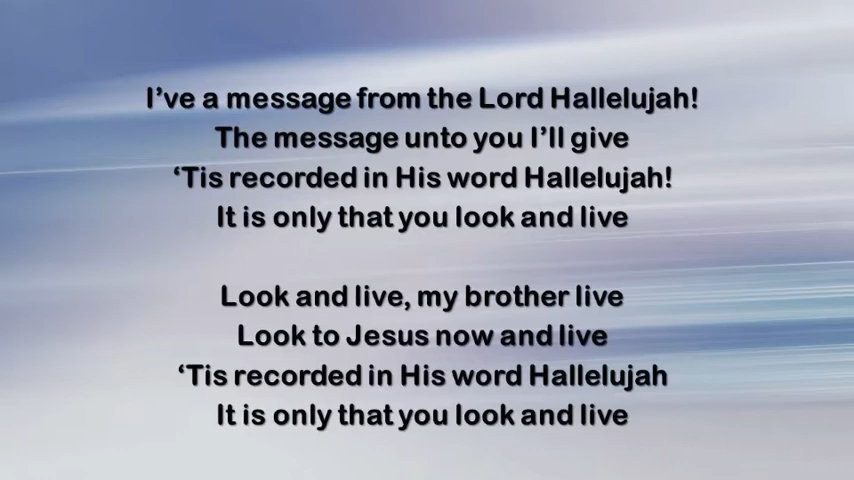 I’ve a message from the Lord Hallelujah!
The message unto you I’ll give
‘Tis recorded in His word Hallelujah!
It is only that you look and live
Look and live, my brother live
Look to Jesus now and live
‘Tis recorded in His word Hallelujah
It is only that you look and live